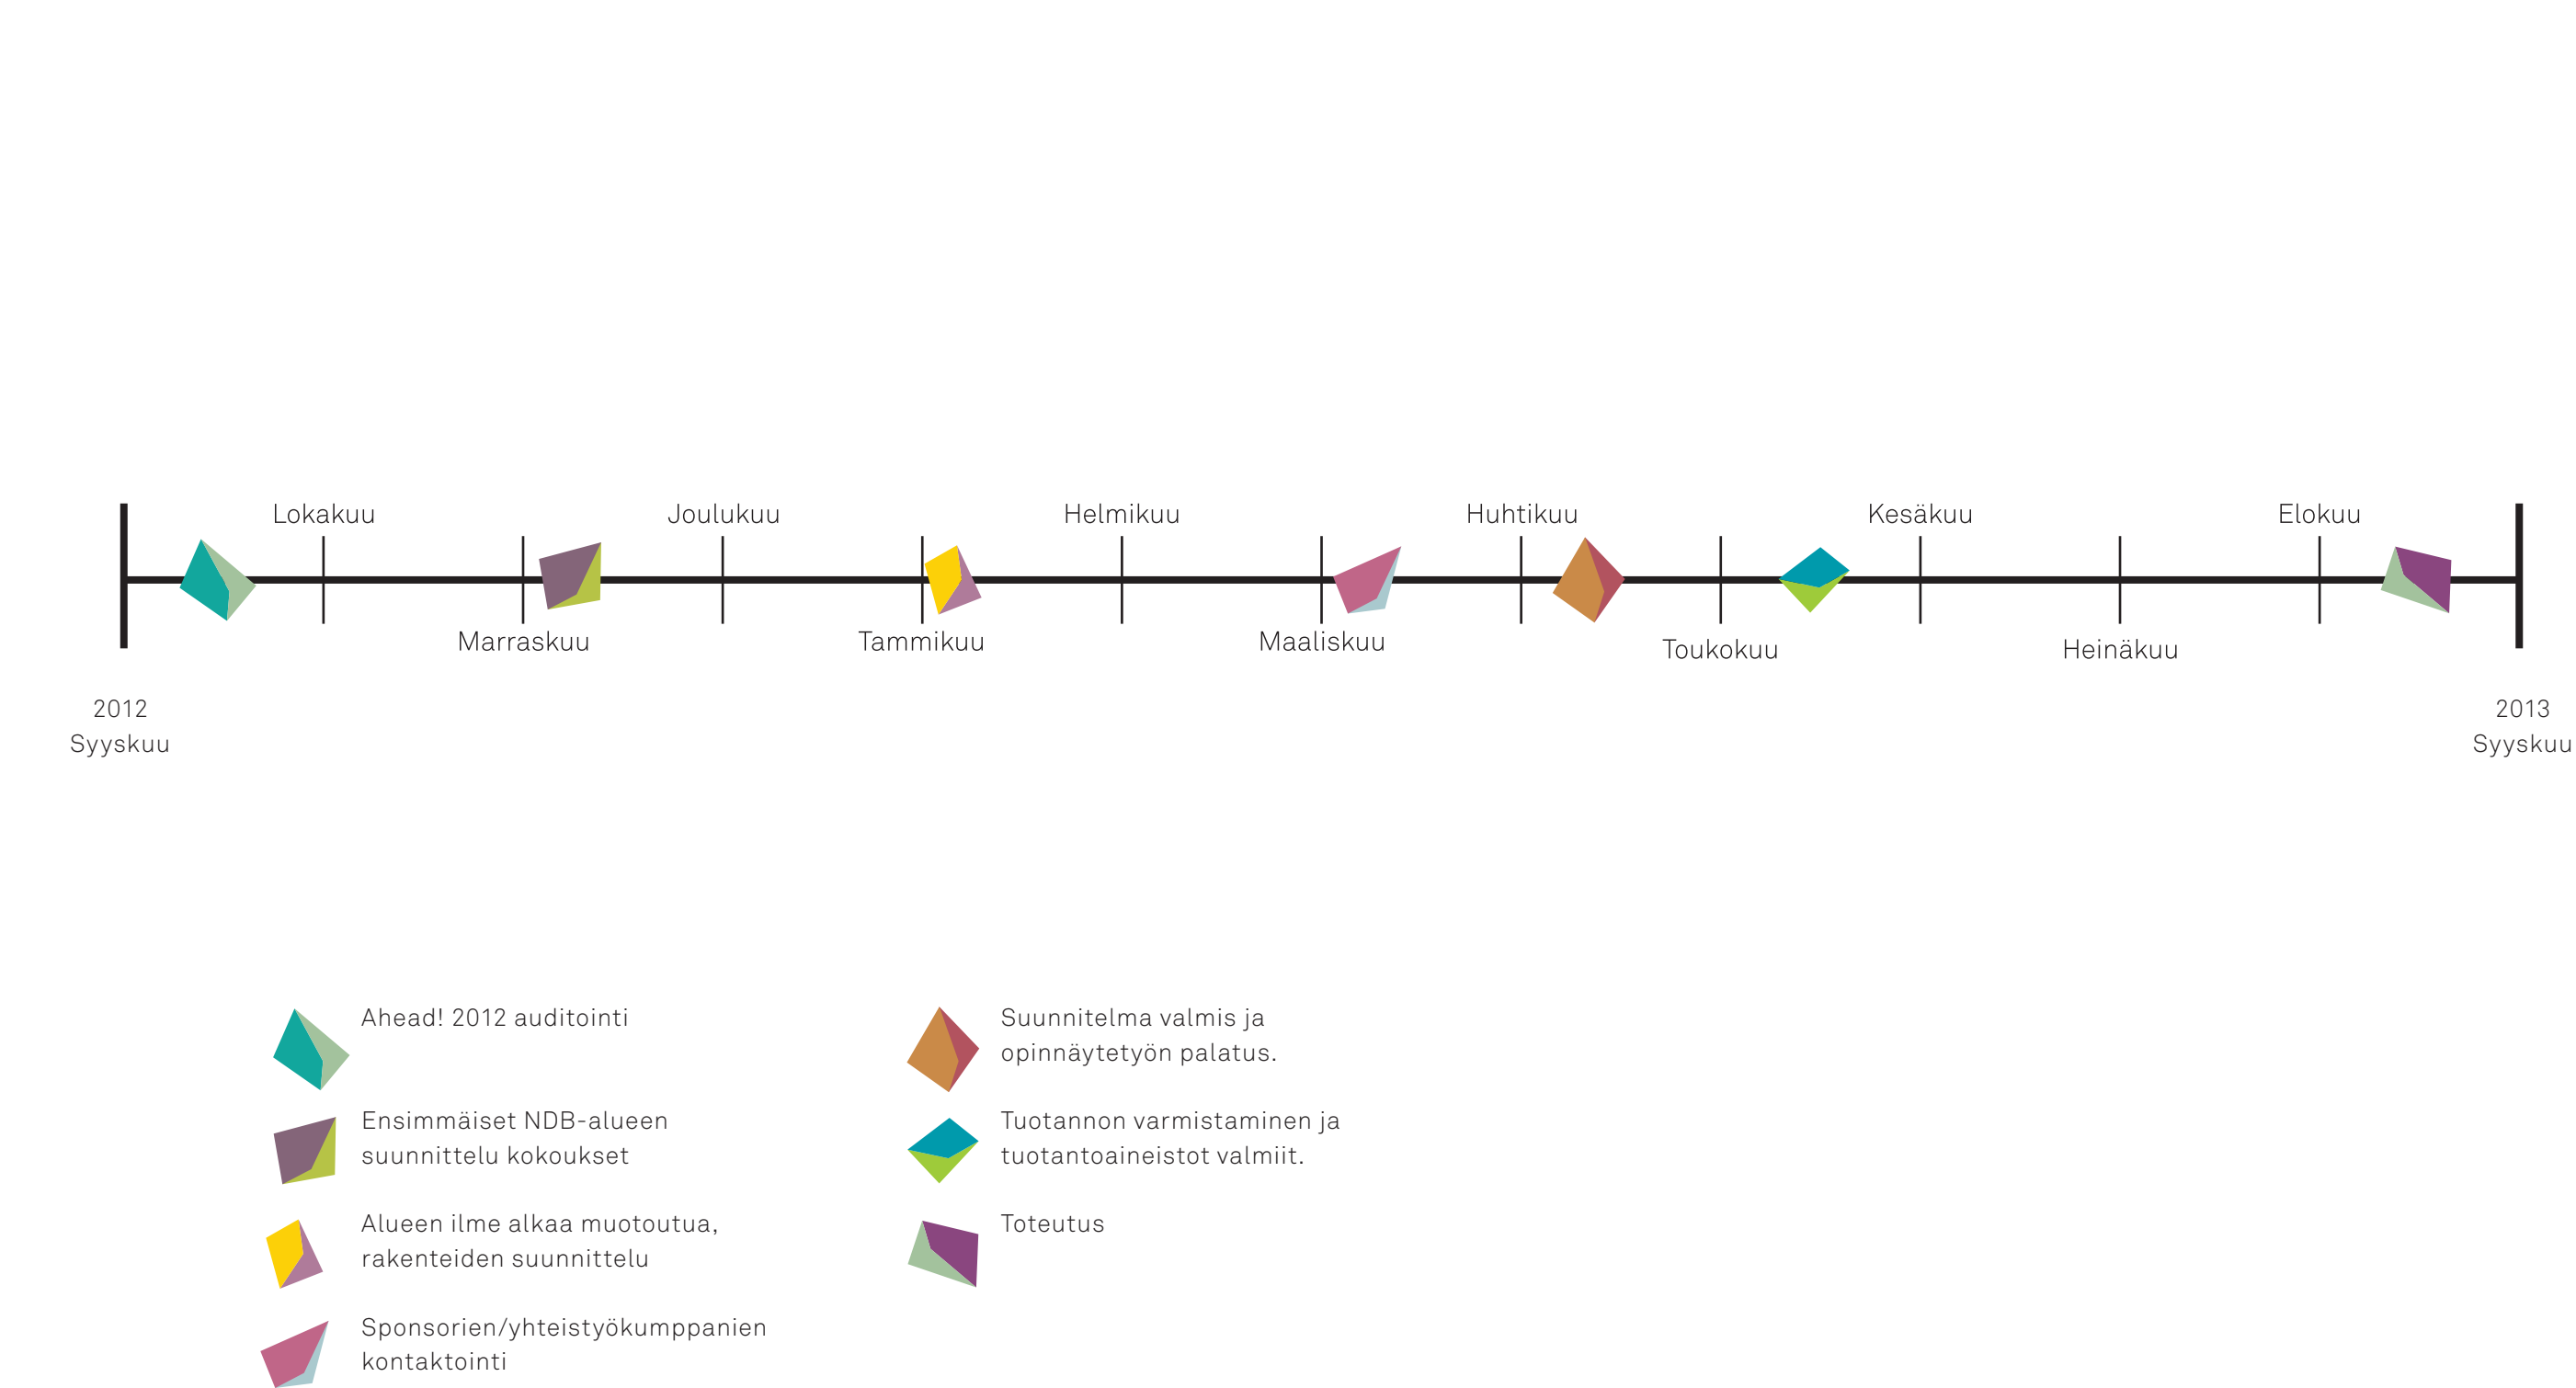 Lokakuu
Joulukuu
Helmikuu
Huhtikuu
Kesäkuu
Elokuu
Marraskuu
Tammikuu
Maaliskuu
Toukokuu
Heinäkuu
2012
Syyskuu
2013
Syyskuu
Ahead! 2012 auditointi
Ensimmäiset NDB-alueen
suunnittelu kokoukset
Alueen ilme alkaa muotoutua,
rakenteiden suunnittelu
Sponsorien/yhteistyökumppanien
kontaktointi
Suunnitelma valmis ja
opinnäytetyön palatus.
Tuotannon varmistaminen ja
tuotantoaineistot valmiit.
Toteutus